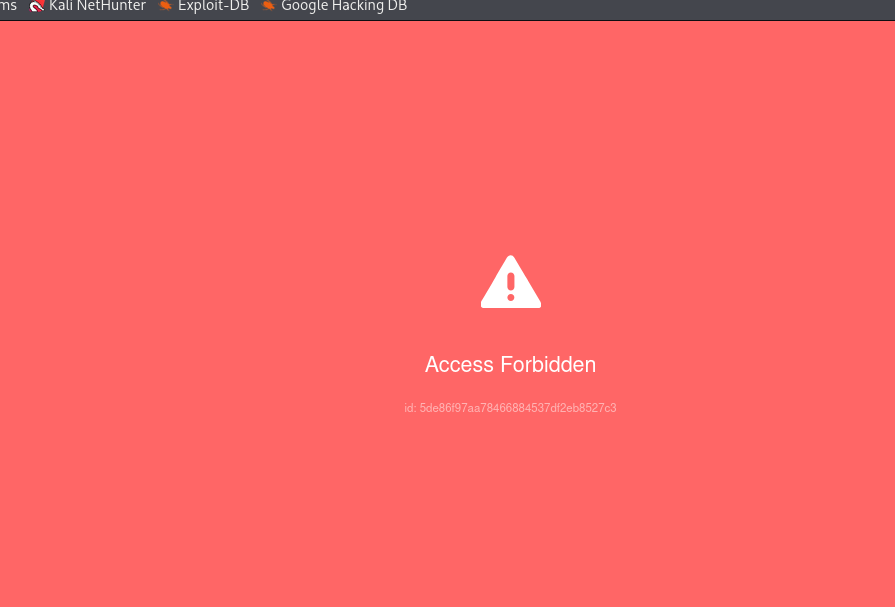 ms Kali NetHunter Exploit-DB Google Hacking DB
Access Forbidden
id: 5de86f97aa78466884537df2eb8527c3